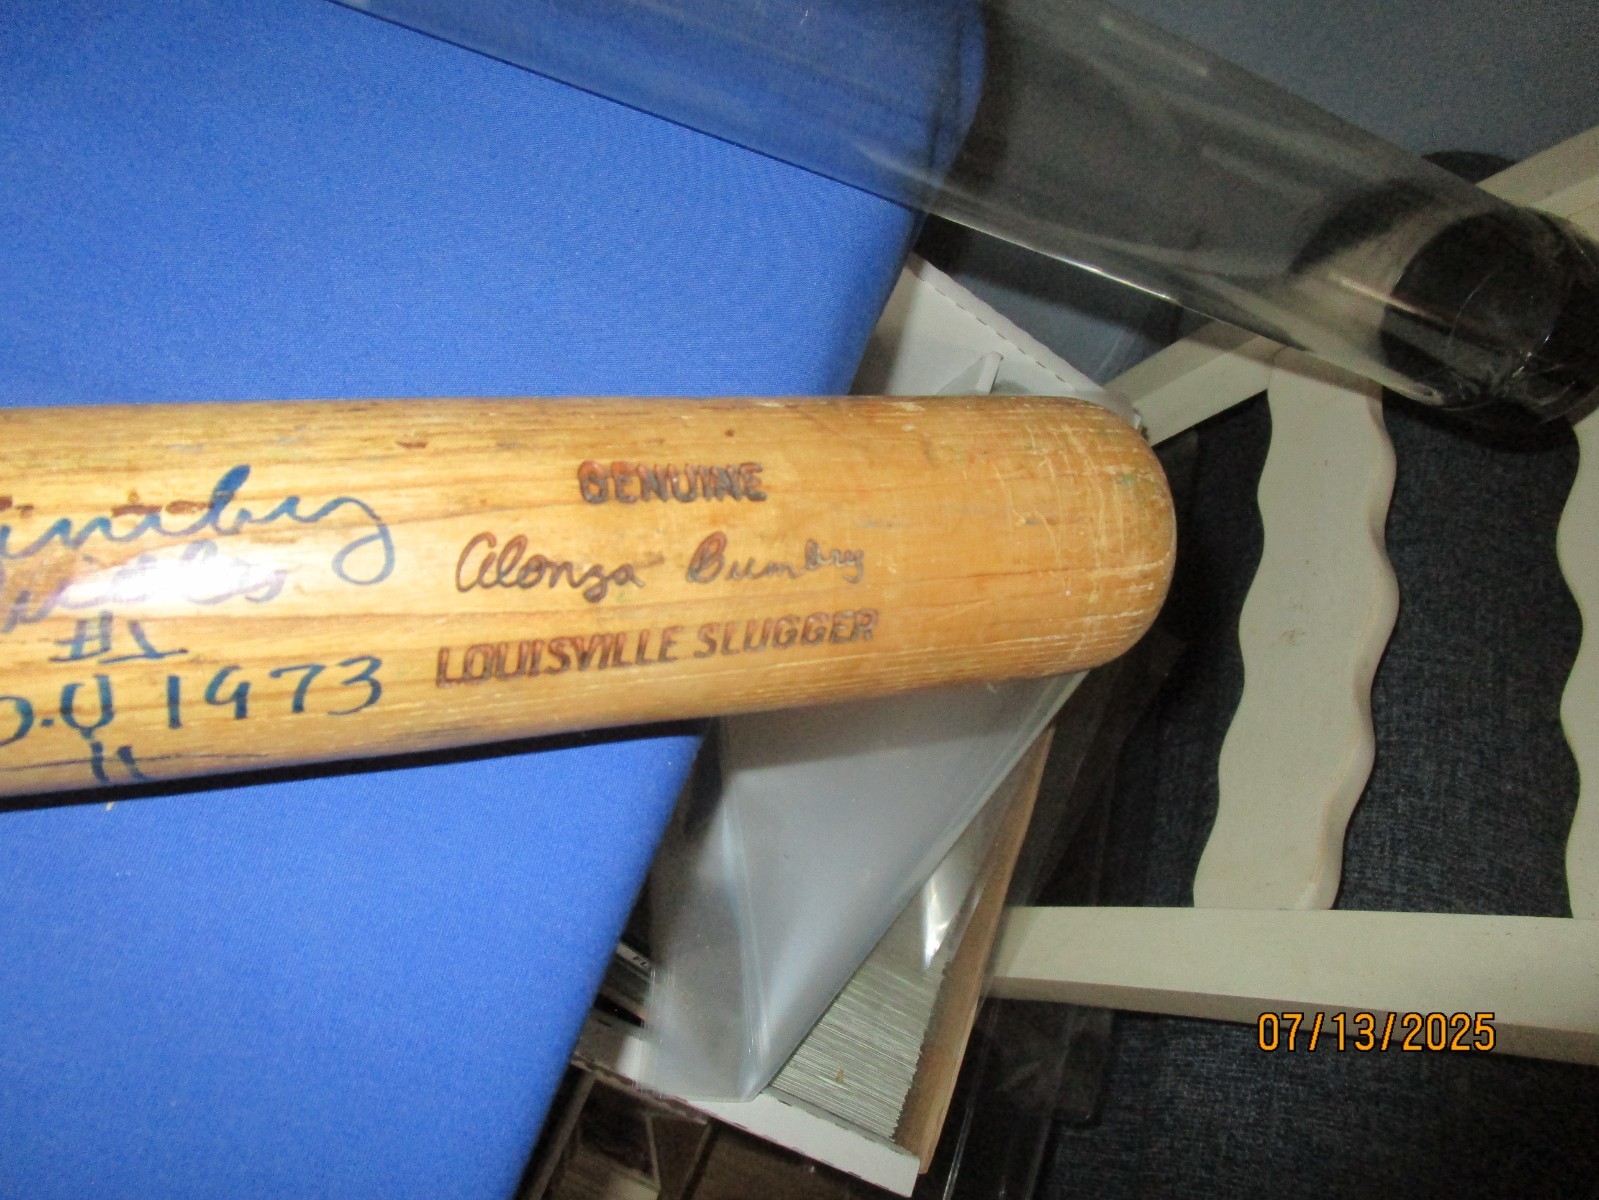 GENUINE
Alonza Bumbry
LOUISVILLE SLUGGER
#1
O.Y 1973
07/13/2025